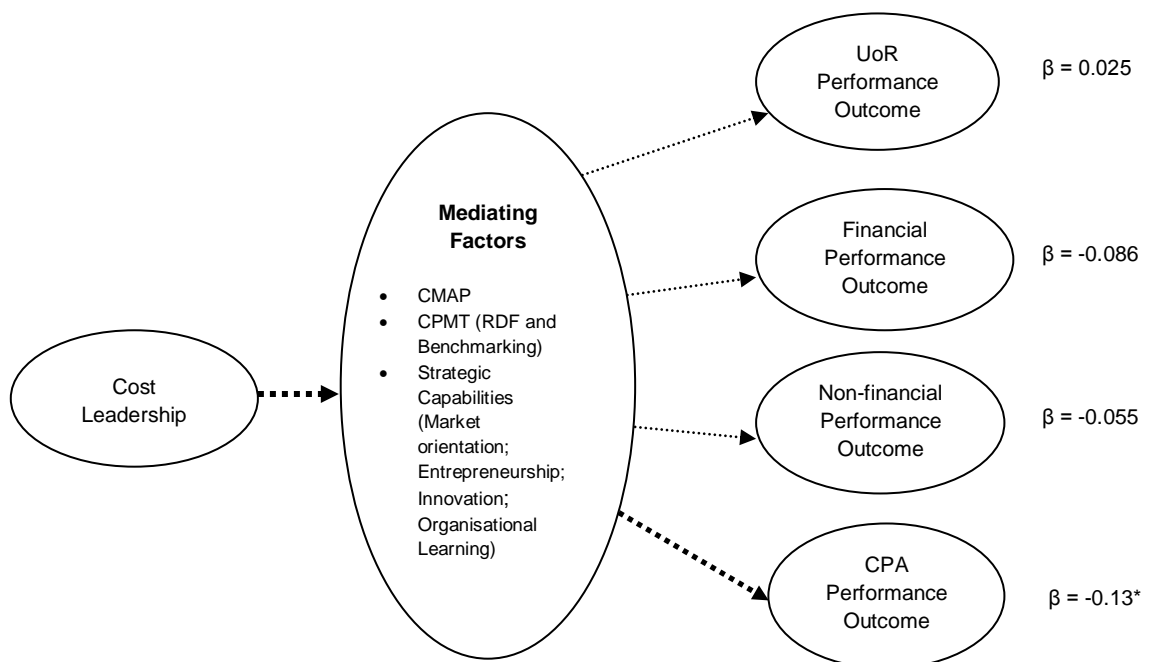 Cost
Leadership
Mediating
Factors
• CMAP
• CPMT (RDF and
Benchmarking)
• Strategic
Capabilities
(Market
orientation;
Entrepreneurship;
Innovation;
Organisational
Learning)
UoR
Performance
Outcome
β = 0.025
Financial
Performance
Outcome
β = -0.086
Non-financial
Performance
Outcome
β = -0.055
CPA
Performance
Outcome
β = -0.13*